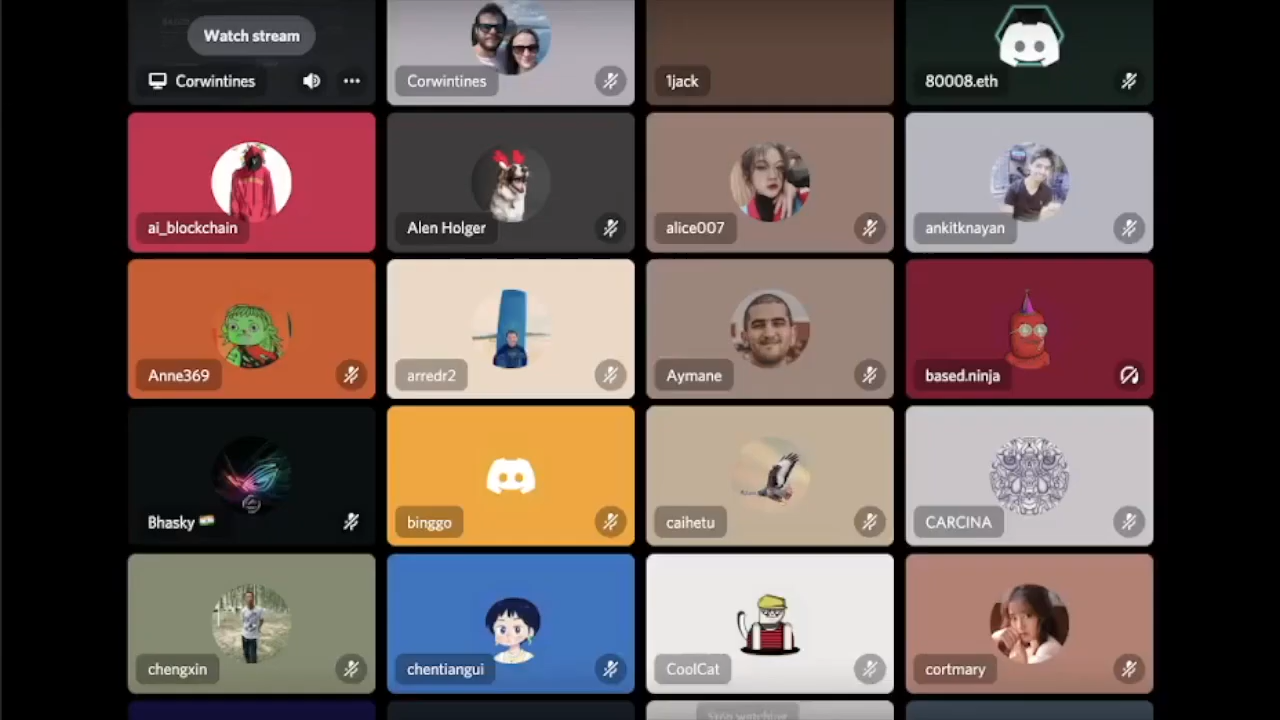 Watch stream
Corwintines
Corwintines
1jack
80008.eth
ai_blockchain
Alen Holger
alice007
ankitknayan
Anne369
arredr2
Aymane
based.ninja
Bhasky
binggo
caihetu
CARCINA
chengxin
chentiangui
CoolCat
cortmary